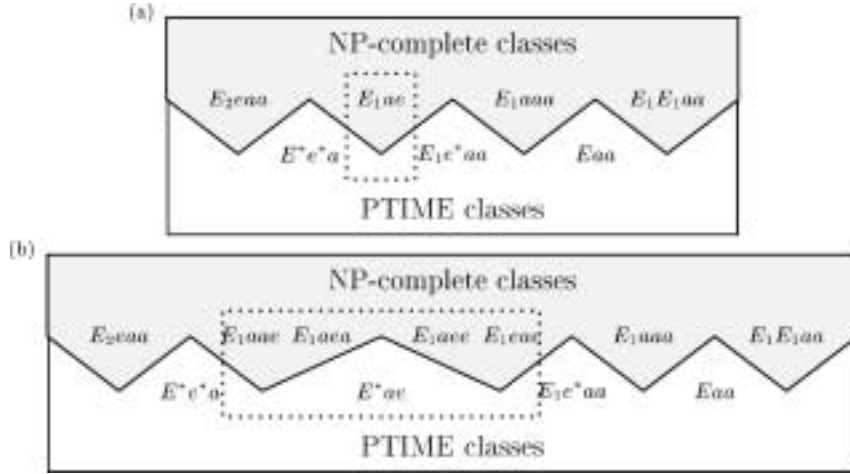 (a)
NP-complete classes
E₂eaa E₁ae E₁aaa E₁E₁aa
E*e*a E₁e*aa Eaa
PTIME classes
(b)
NP-complete classes
E₂eaa E₁aae E₁aea E₁aee E₁eae E₁aaa E₁E₁aa
E*e*a E*ae E₁e*aa Eaa
PTIME classes